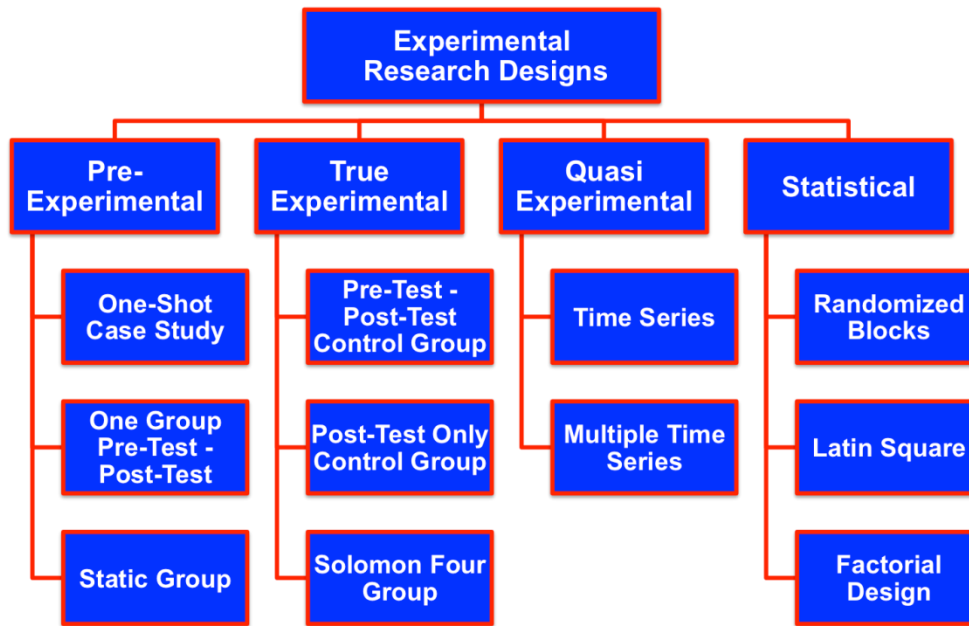 Experimental
Research Designs
Pre-
Experimental
True
Experimental
Quasi
Experimental
Statistical
One-Shot
Case Study
Pre-Test -
Post-Test
Control Group
Time Series
Randomized
Blocks
One Group
Pre-Test -
Post-Test
Post-Test Only
Control Group
Multiple Time
Series
Latin Square
Static Group
Solomon Four
Group
Factorial
Design